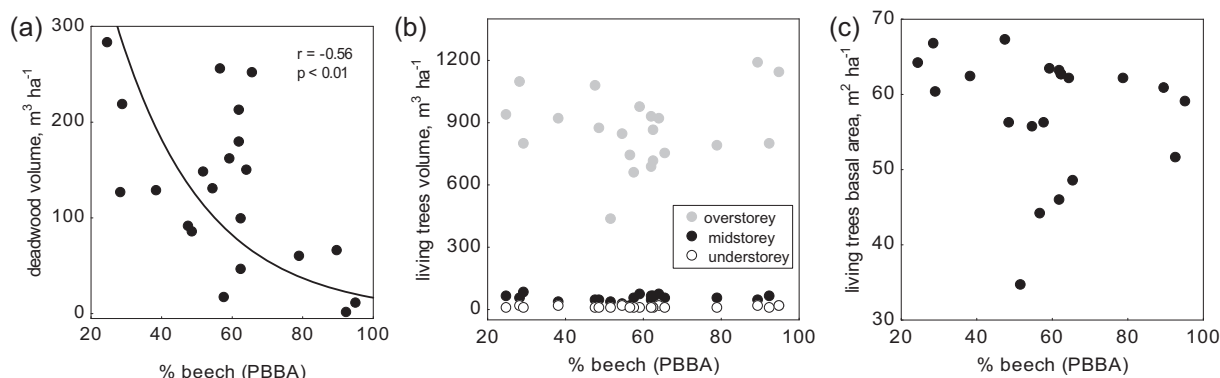 (a)
300
200
100
0
deadwood volume, m³ ha⁻¹
r = -0.56
p < 0.01
20 40 60 80 100
% beech (PBBA)
(b)
1200
900
600
300
0
living trees volume, m³ ha⁻¹
overstorey
midstorey
understorey
20 40 60 80 100
% beech (PBBA)
(c)
70
60
50
40
30
living trees basal area, m² ha⁻¹
20 40 60 80 100
% beech (PBBA)